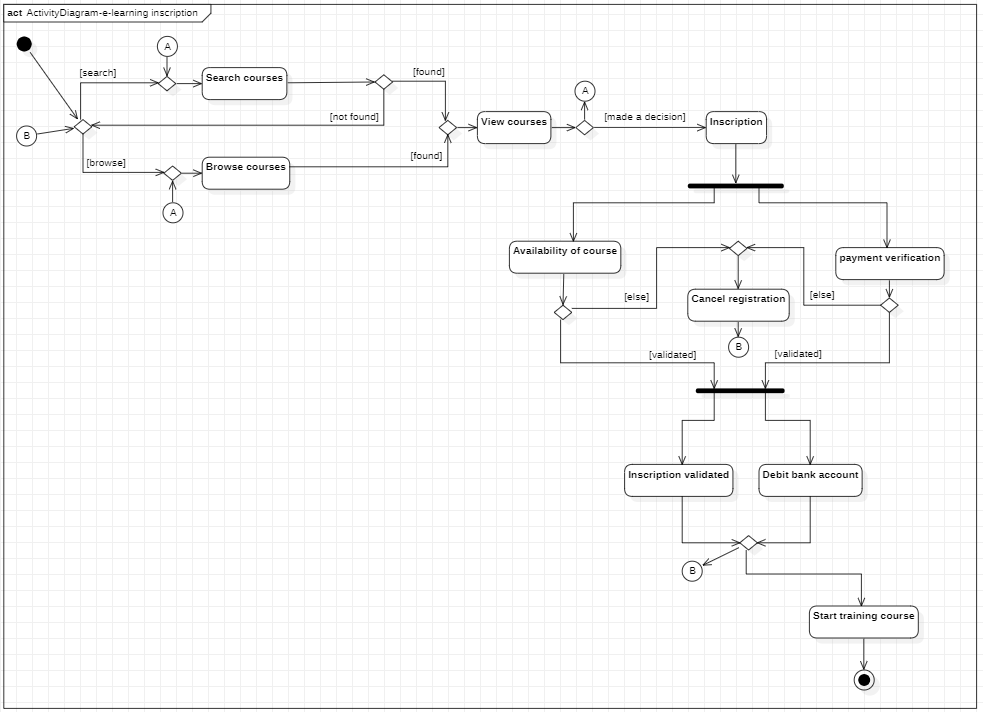 act ActivityDiagram-e-learning inscription
A
[search]
Search courses
[found]
A
B
[not found]
View courses
[made a decision]
Inscription
[browse]
Browse courses
[found]
A
Availability of course
payment verification
[else]
Cancel registration
[else]
B
[validated]
[validated]
Inscription validated
Debit bank account
B
Start training course